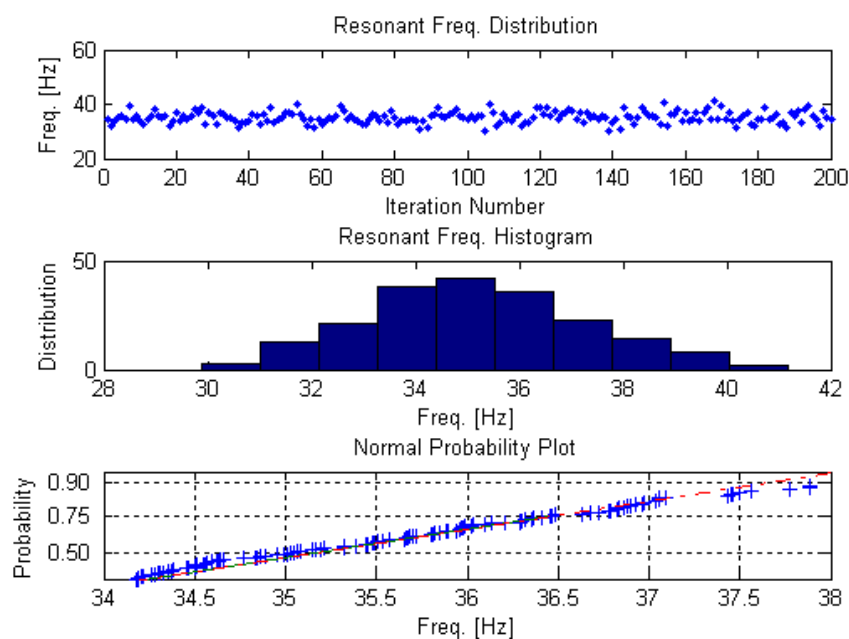 Resonant Freq. Distribution
60
40
20
Freq. [Hz]
0 20 40 60 80 100 120 140 160 180 200
Iteration Number
Resonant Freq. Histogram
50
0
Distribution
28 30 32 34 36 38 40 42
Freq. [Hz]
Normal Probability Plot
0.90
0.75
0.50
Probability
34 34.5 35 35.5 36 36.5 37 37.5 38
Freq. [Hz]